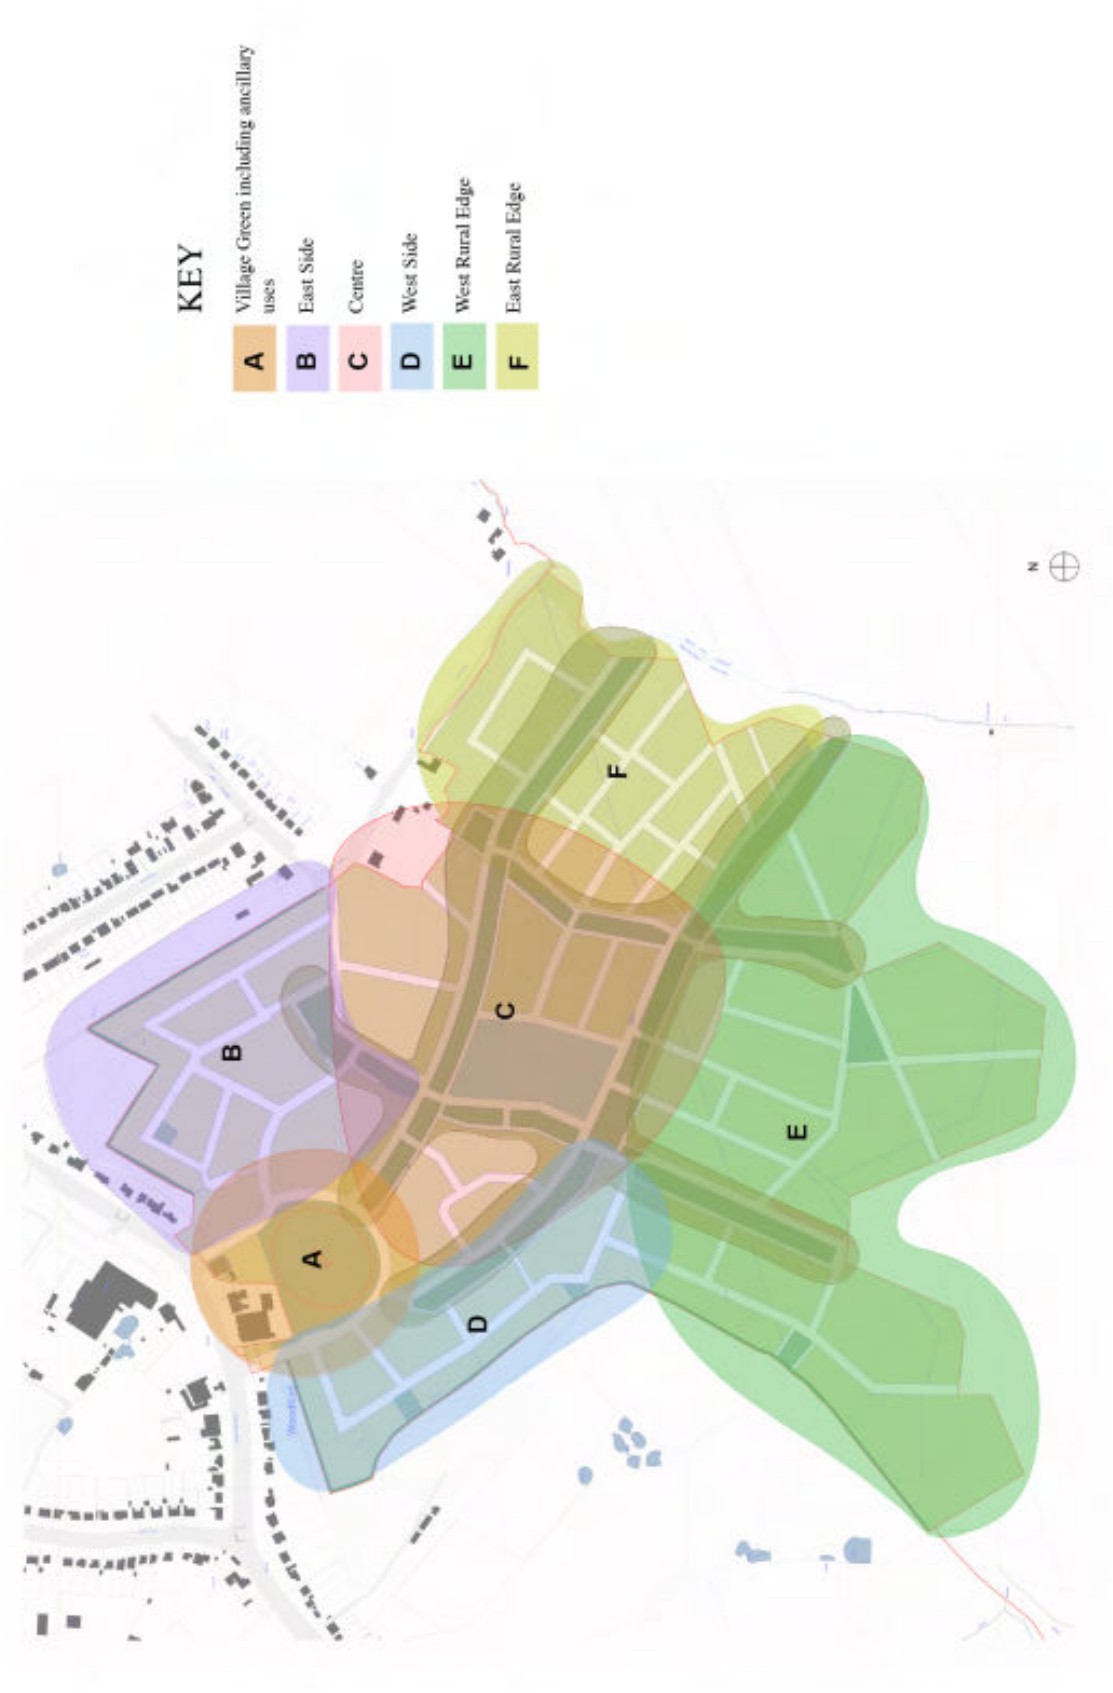 KEY
A Village Green including ancillary
uses
B East Side
C Centre
D West Side
E West Rural Edge
F East Rural Edge
N
B
A
C
F
D
E